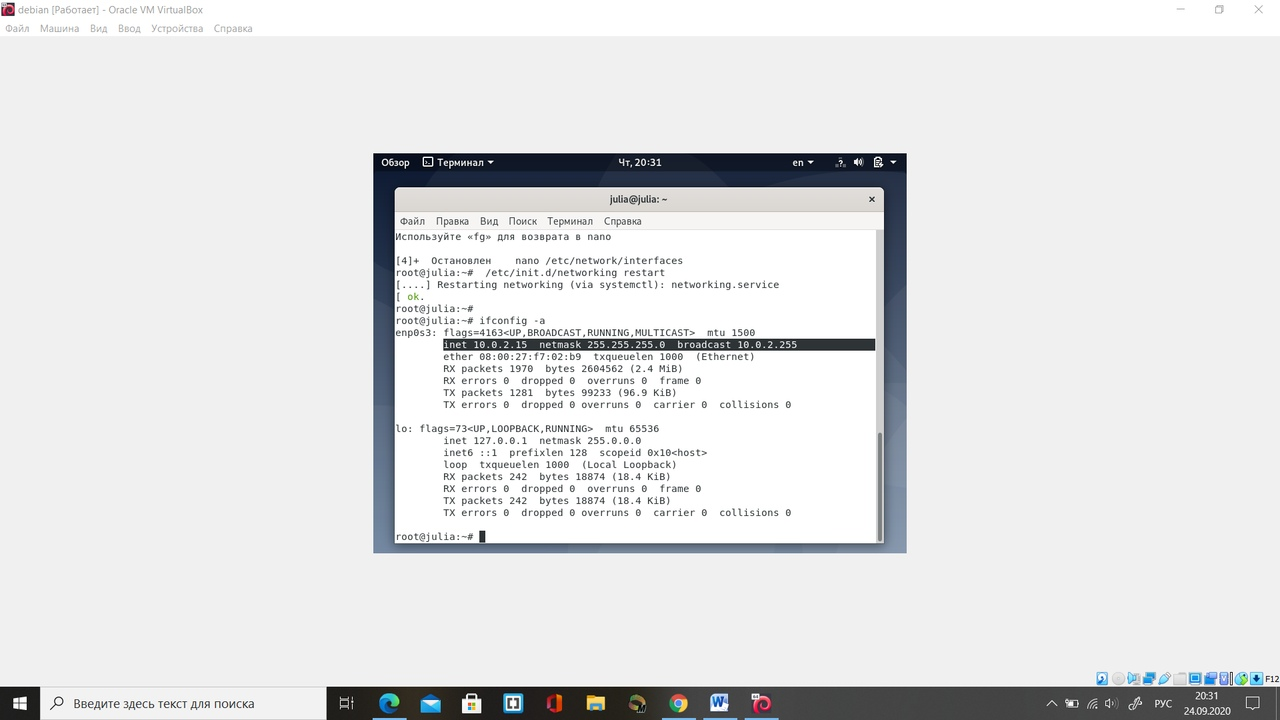 debian [Работает] - Oracle VM VirtualBox
Файл Машина Вид Ввод Устройства Справка
Обзор Терминал Чт, 20:31 en
julia@julia: ~
Файл Правка Вид Поиск Терминал Справка
Используйте «fg» для возврата в nano
[4]+  Остановлен    nano /etc/network/interfaces
root@julia:~#  /etc/init.d/networking restart
[....] Restarting networking (via systemctl): networking.service
[ ok.
root@julia:~#
root@julia:~# ifconfig -a
enp0s3: flags=4163<UP,BROADCAST,RUNNING,MULTICAST>  mtu 1500
inet 10.0.2.15  netmask 255.255.255.0  broadcast 10.0.2.255
ether 08:00:27:f7:02:b9  txqueuelen 1000  (Ethernet)
RX packets 1970  bytes 2604562 (2.4 MiB)
RX errors 0  dropped 0  overruns 0  frame 0
TX packets 1281  bytes 99233 (96.9 KiB)
TX errors 0  dropped 0 overruns 0  carrier 0  collisions 0
lo: flags=73<UP,LOOPBACK,RUNNING>  mtu 65536
inet 127.0.0.1  netmask 255.0.0.0
inet6 ::1  prefixlen 128  scopeid 0x10<host>
loop  txqueuelen 1000  (Local Loopback)
RX packets 242  bytes 18874 (18.4 KiB)
RX errors 0  dropped 0  overruns 0  frame 0
TX packets 242  bytes 18874 (18.4 KiB)
TX errors 0  dropped 0 overruns 0  carrier 0  collisions 0
root@julia:~#
F12
Введите здесь текст для поиска
РУС
20:31
24.09.2020